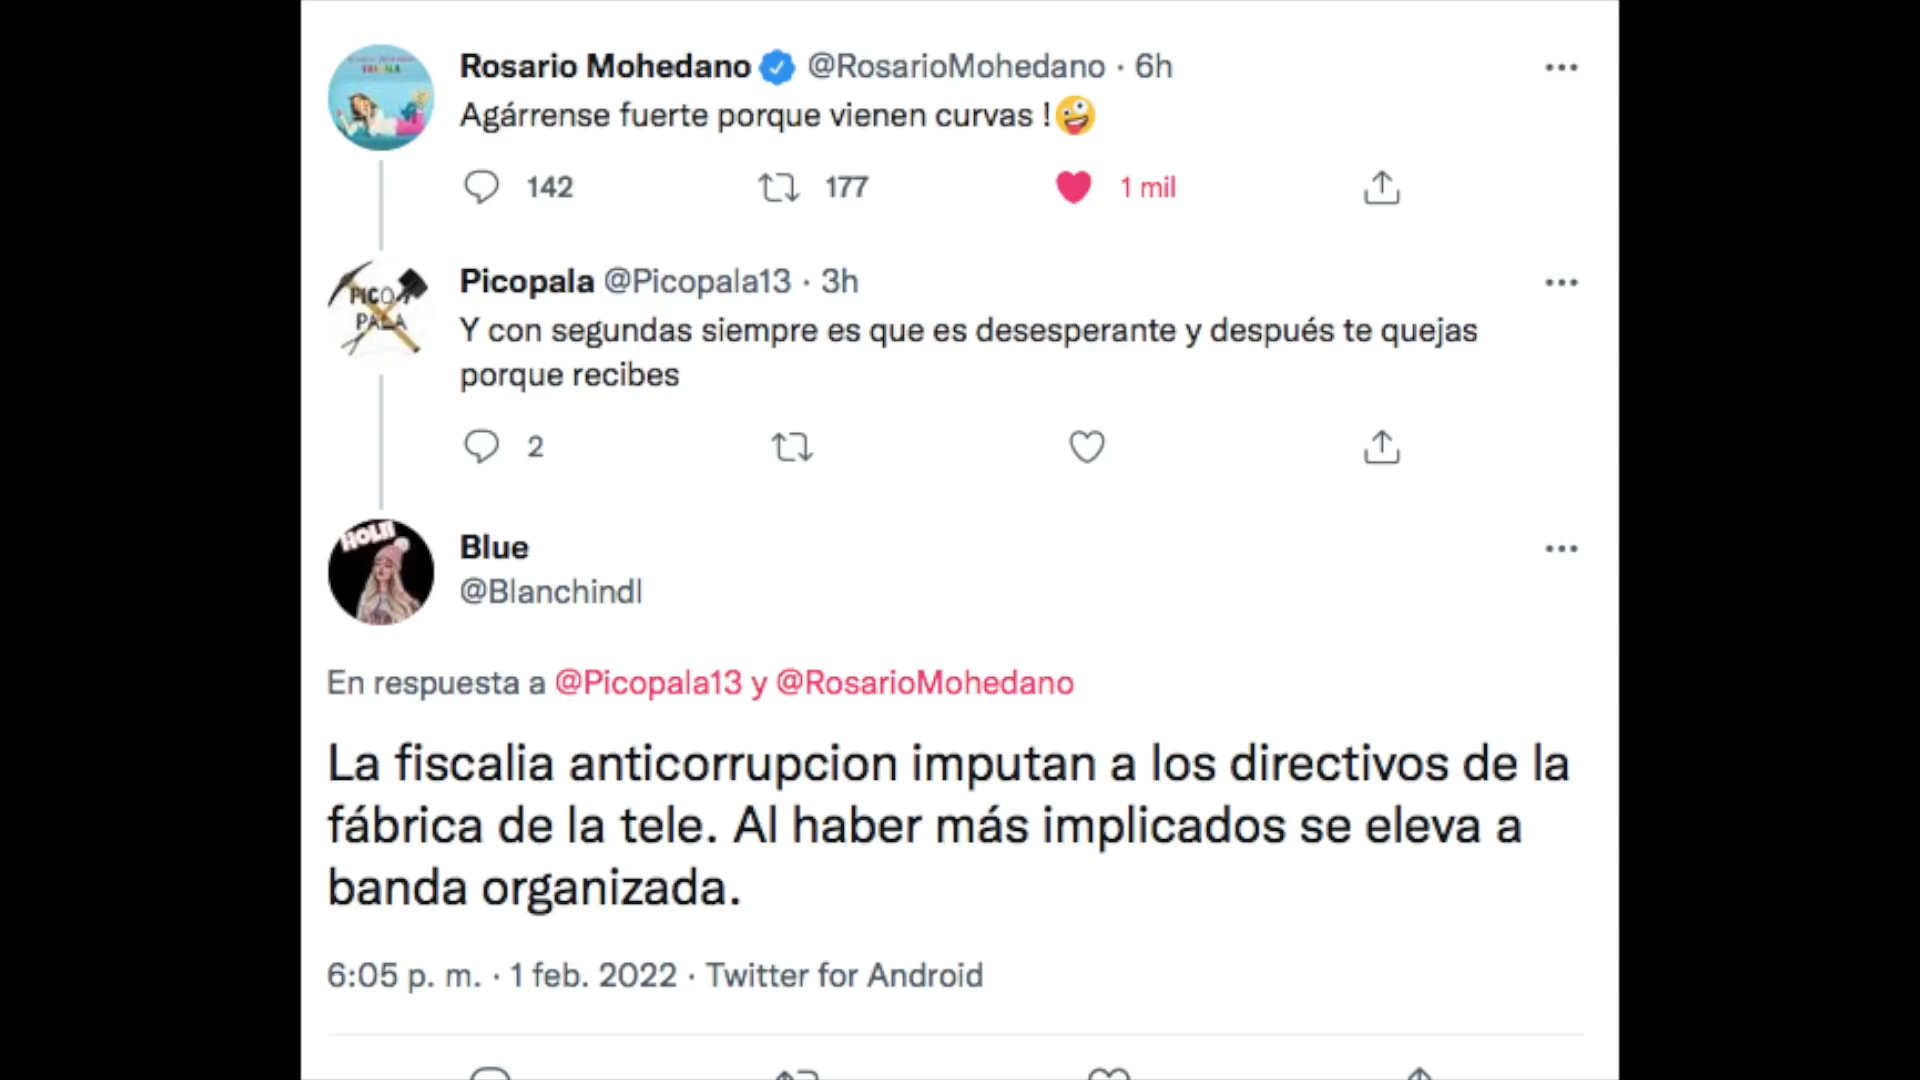 Rosario Mohedano @RosarioMohedano · 6h
Agárrense fuerte porque vienen curvas !🤪
142 177 1 mil
PICO Y
PALA
Picopala @Picopala13 · 3h
Y con segundas siempre es que es desesperante y después te quejas
porque recibes
2
HOLI!
Blue
@Blanchindl
En respuesta a @Picopala13 y @RosarioMohedano
La fiscalia anticorrupcion imputan a los directivos de la
fábrica de la tele. Al haber más implicados se eleva a
banda organizada.
6:05 p. m. · 1 feb. 2022 · Twitter for Android